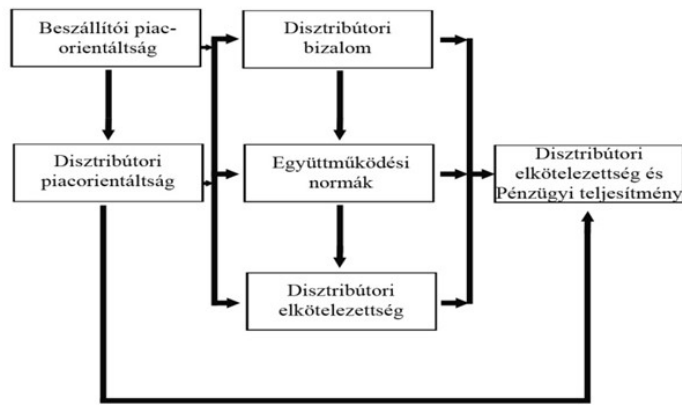 Beszállítói piac-
orientáltság
Disztribútori
bizalom
Disztribútori
piacorientáltság
Együttműködési
normák
Disztribútori
elkötelezettség és
Pénzügyi teljesítmény
Disztribútori
elkötelezettség